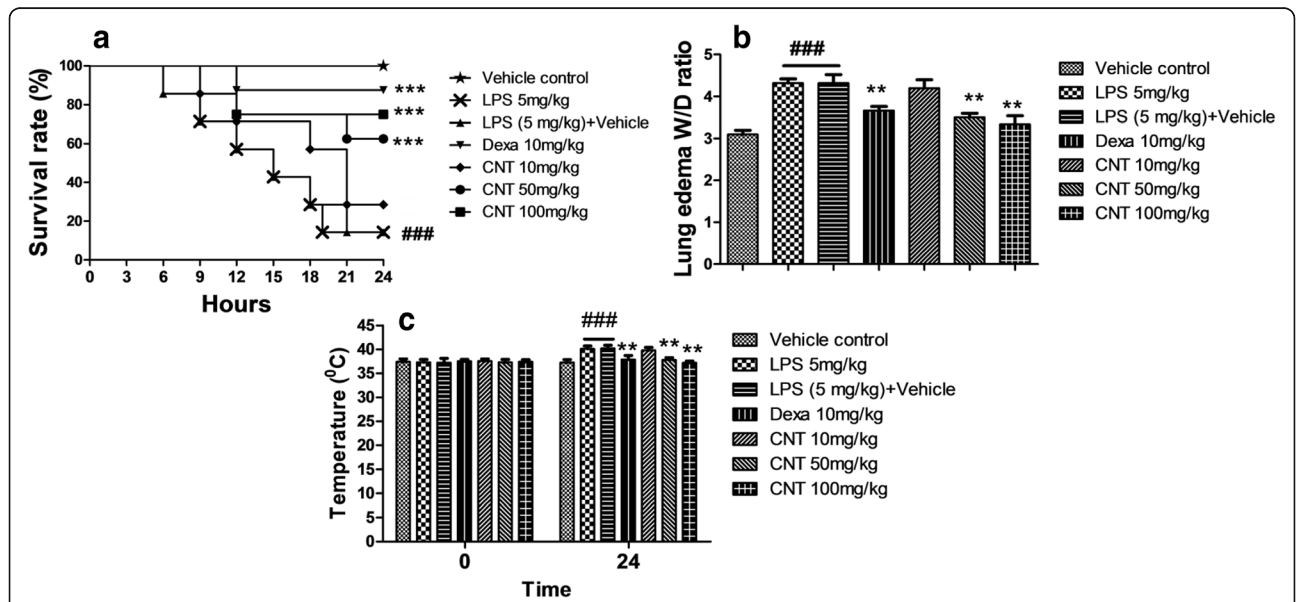 a
Survival rate (%)
100
80
60
40
20
0
0 3 6 9 12 15 18 21 24
Hours
***
***
***
###
Vehicle control
LPS 5mg/kg
LPS (5 mg/kg)+Vehicle
Dexa 10mg/kg
CNT 10mg/kg
CNT 50mg/kg
CNT 100mg/kg
b
Lung edema W/D ratio
5
4
3
2
1
0
###
**
**
**
Vehicle control
LPS 5mg/kg
LPS (5 mg/kg)+Vehicle
Dexa 10mg/kg
CNT 10mg/kg
CNT 50mg/kg
CNT 100mg/kg
c
Temperature (⁰C)
45
40
35
30
25
20
15
10
5
0
###
**
**
**
0 24
Time
Vehicle control
LPS 5mg/kg
LPS (5 mg/kg)+Vehicle
Dexa 10mg/kg
CNT 10mg/kg
CNT 50mg/kg
CNT 100mg/kg